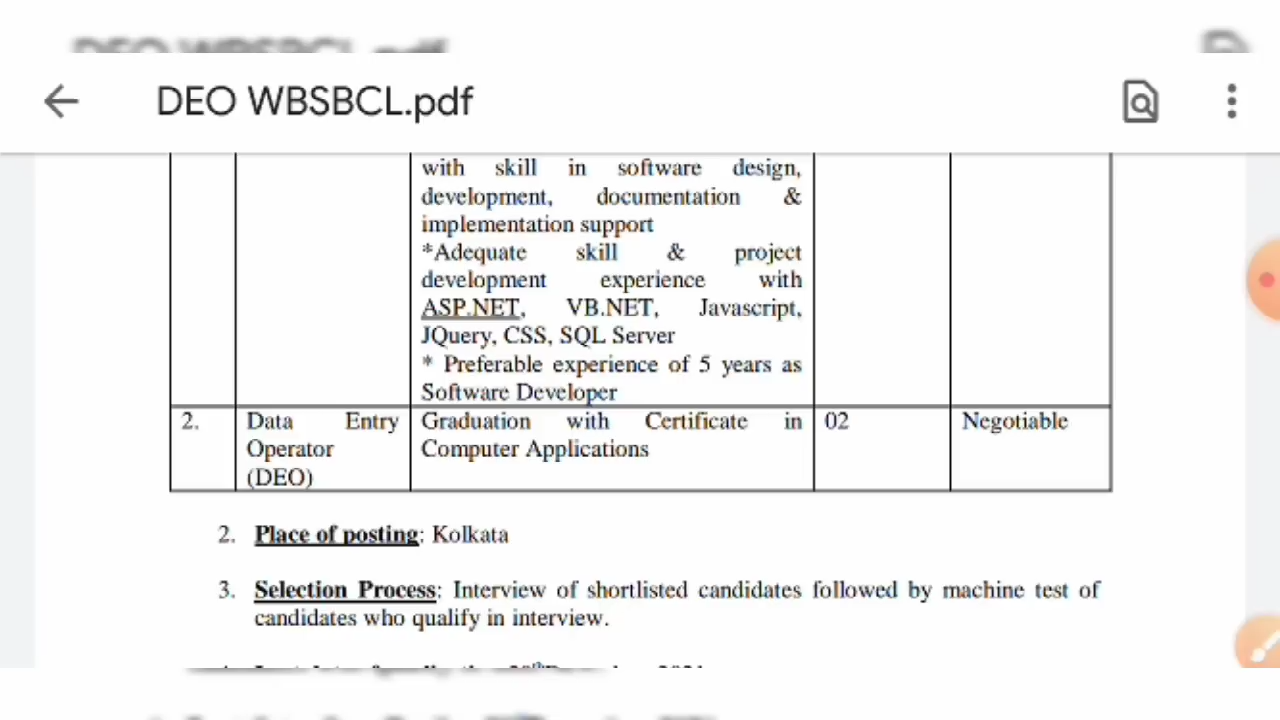 DEO WBSBCL.pdf
with skill in software design,
development, documentation &
implementation support
*Adequate skill & project
development experience with
ASP.NET, VB.NET, Javascript,
JQuery, CSS, SQL Server
* Preferable experience of 5 years as
Software Developer
2. Data Entry Graduation with Certificate in 02 Negotiable
Operator Computer Applications
(DEO)
2. Place of posting: Kolkata
3. Selection Process: Interview of shortlisted candidates followed by machine test of
candidates who qualify in interview.